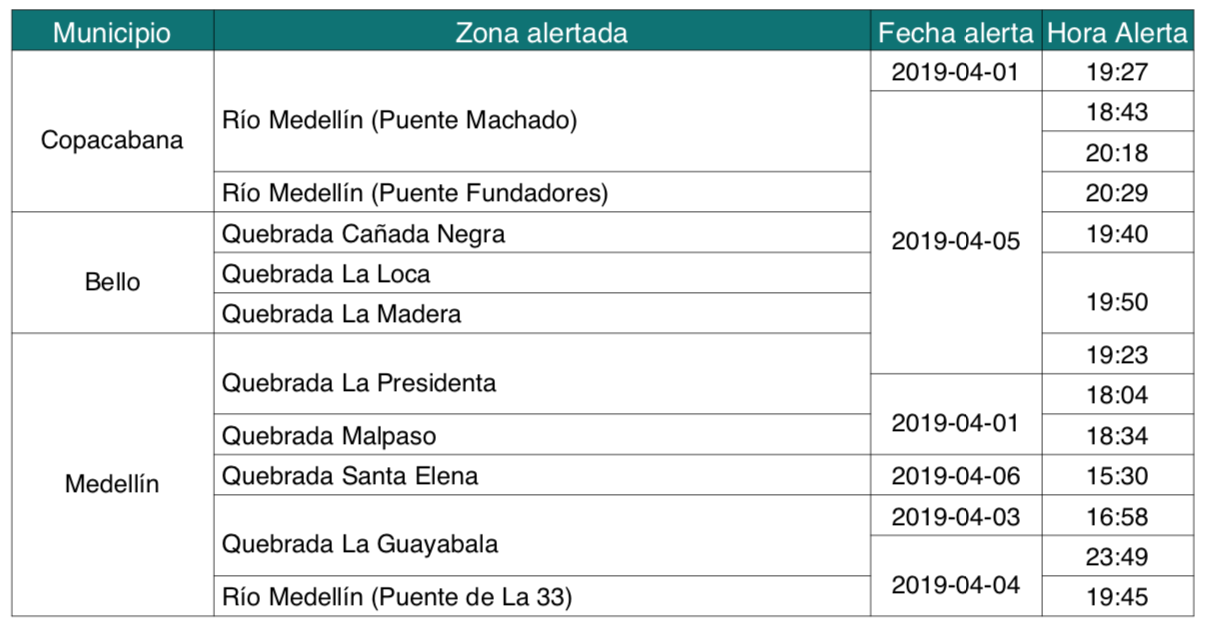 Municipio Zona alertada Fecha alerta Hora Alerta
2019-04-01 19:27
18:43
Río Medellín (Puente Machado)
Copacabana
20:18
Río Medellín (Puente Fundadores) 20:29
Quebrada Cañada Negra 2019-04-05 19:40
Quebrada La Loca
Bello
19:50
Quebrada La Madera
19:23
Quebrada La Presidenta
18:04
2019-04-01
Quebrada Malpaso 18:34
Medellín Quebrada Santa Elena 2019-04-06 15:30
2019-04-03 16:58
Quebrada La Guayabala
23:49
2019-04-04
Río Medellín (Puente de La 33) 19:45